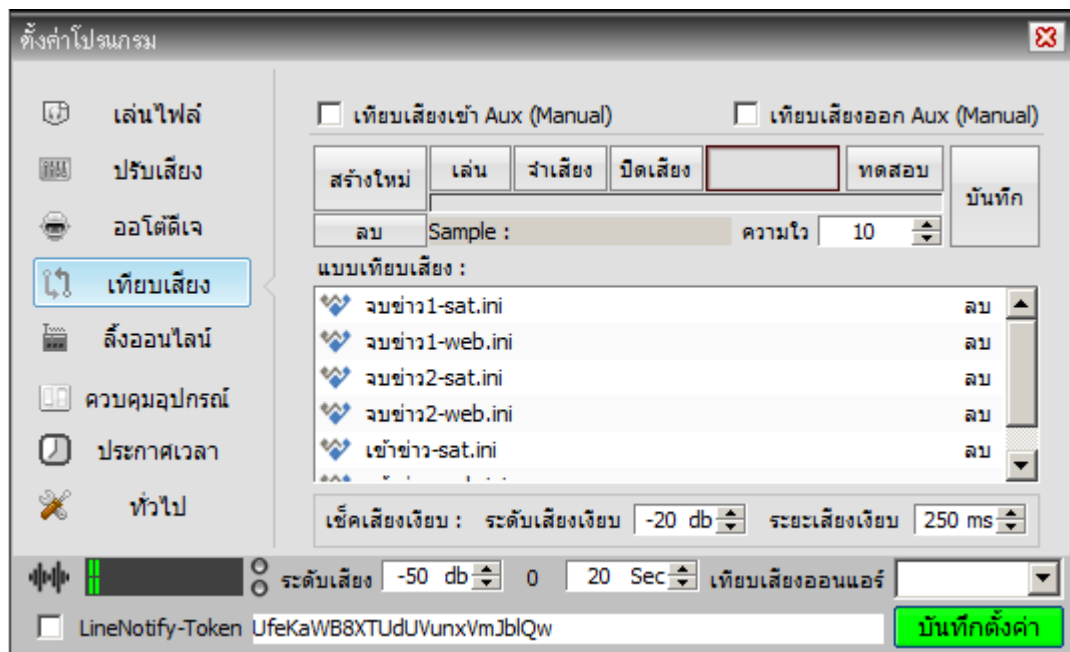 ตั้งค่าโปรแกรม
เล่นไฟล์
ปรับเสียง
ออโต้ดีเจ
เทียบเสียง
ลิ้งออนไลน์
ควบคุมอุปกรณ์
ประกาศเวลา
ทั่วไป
เทียบเสียงเข้า Aux (Manual) เทียบเสียงออก Aux (Manual)
สร้างใหม่ เล่น จำเสียง ปิดเสียง ทดสอบ บันทึก
ลบ Sample : ความไว 10
แบบเทียบเสียง :
จบข่าว1-sat.ini ลบ
จบข่าว1-web.ini ลบ
จบข่าว2-sat.ini ลบ
จบข่าว2-web.ini ลบ
เข้าข่าว-sat.ini ลบ
เช็คเสียงเงียบ : ระดับเสียงเงียบ -20 db ระยะเสียงเงียบ 250 ms
ระดับเสียง -50 db 0 20 Sec เทียบเสียงออนแอร์
LineNotify-Token UfeKaWB8XTUdUVunxVmJblQw บันทึกตั้งค่า